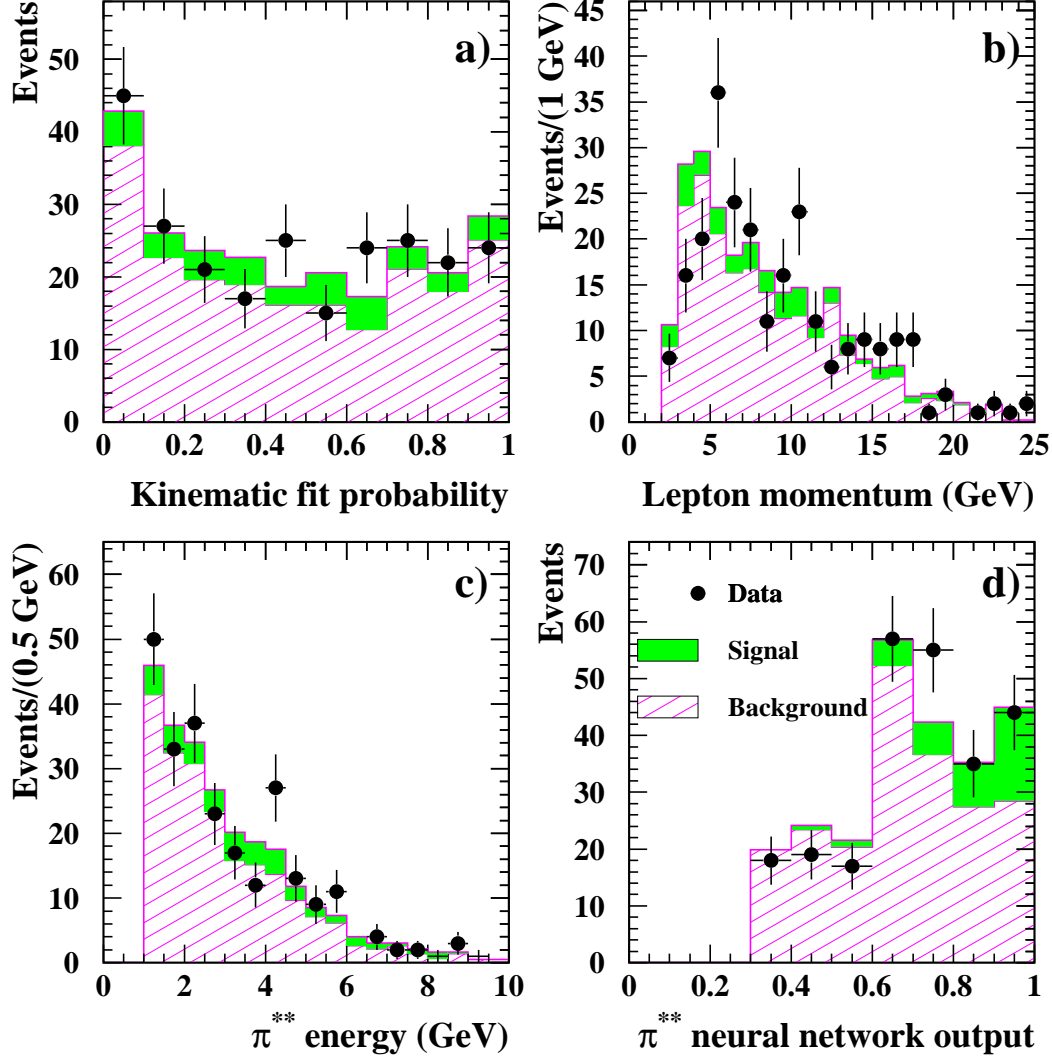 a)
Events
50
40
30
20
10
0
0 0.2 0.4 0.6 0.8 1
Kinematic fit probability
b)
Events/(1 GeV)
45
40
35
30
25
20
15
10
5
0
0 5 10 15 20 25
Lepton momentum (GeV)
c)
Events/(0.5 GeV)
60
50
40
30
20
10
0
0 2 4 6 8 10
π** energy (GeV)
d)
Events
70
60
50
40
30
20
10
0
Data
Signal
Background
0 0.2 0.4 0.6 0.8 1
π** neural network output